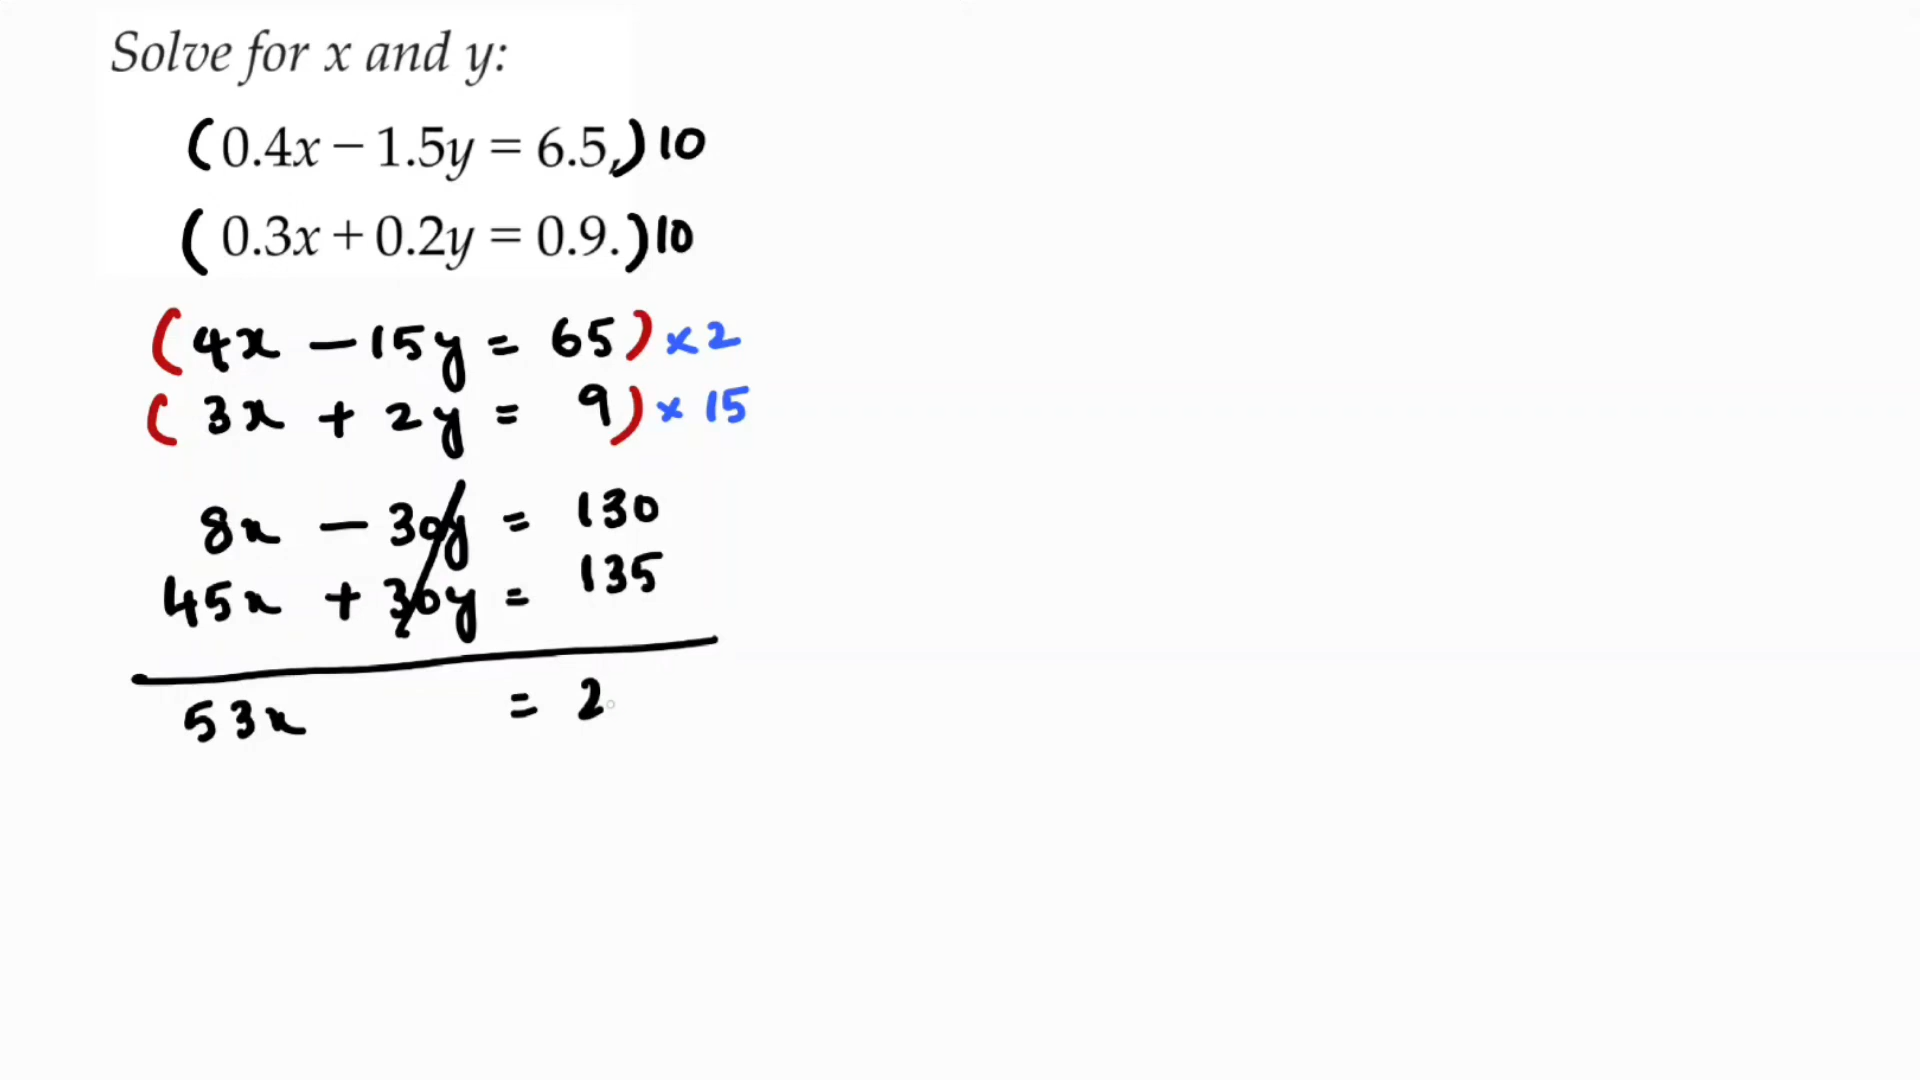 Solve for x and y:
(0.4x − 1.5y = 6.5,)10
(0.3x + 0.2y = 0.9.)10
(4x − 15y = 65) × 2
(3x + 2y = 9) × 15
8x − 30y = 130
45x + 30y = 135
53x = 2